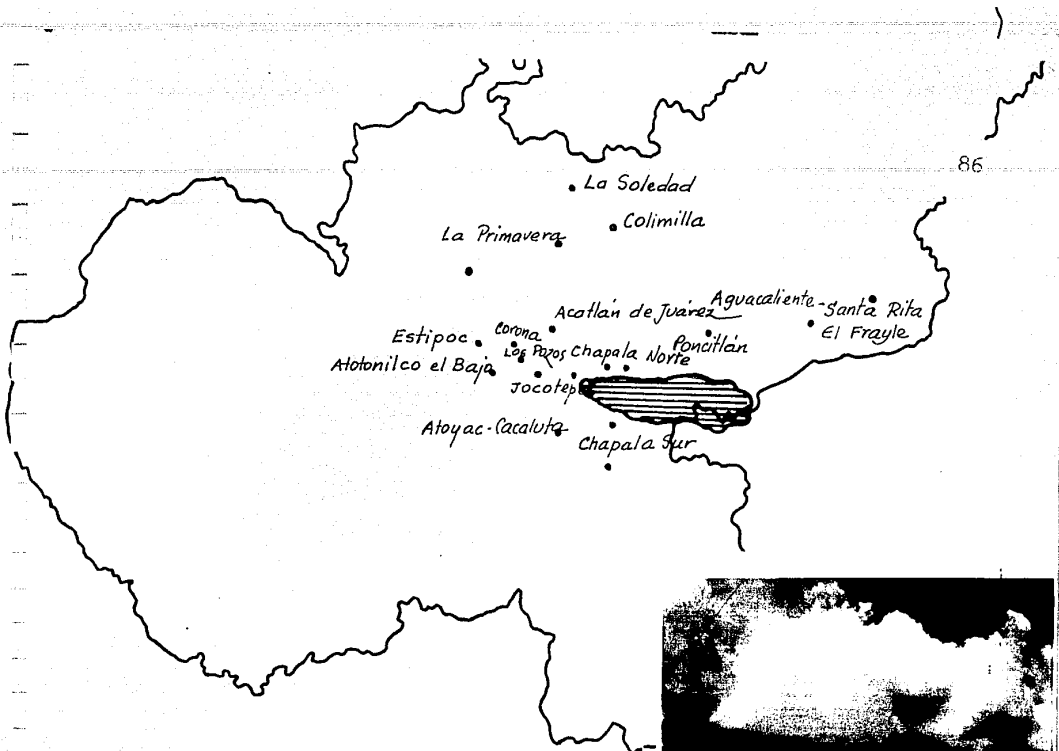 86
La Soledad
Colimilla
La Primavera
Acatlán de Juárez
Aguacaliente-Santa Rita
El Frayle
Estipoc
Corona
Poncitlán
Los Pozos
Chapala Norte
Atotonilco el Bajo
Jocotepe
Atoyac-Cacaluta
Chapala Sur